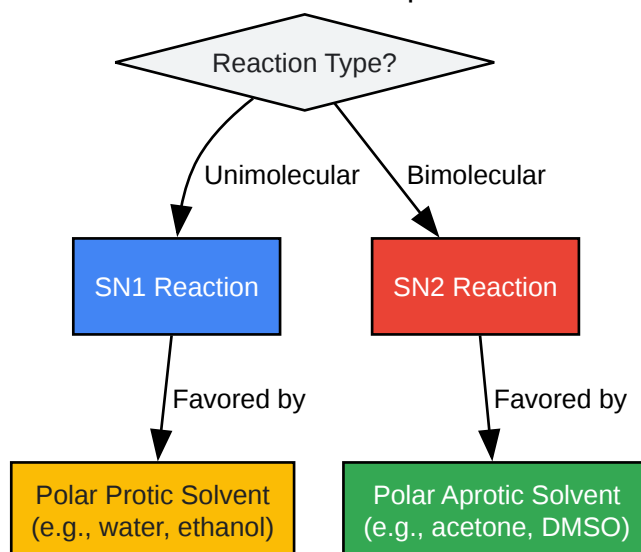 Reaction Type?
Unimolecular
Bimolecular
SN1 Reaction
SN2 Reaction
Favored by
Favored by
Polar Protic Solvent
(e.g., water, ethanol)
Polar Aprotic Solvent
(e.g., acetone, DMSO)